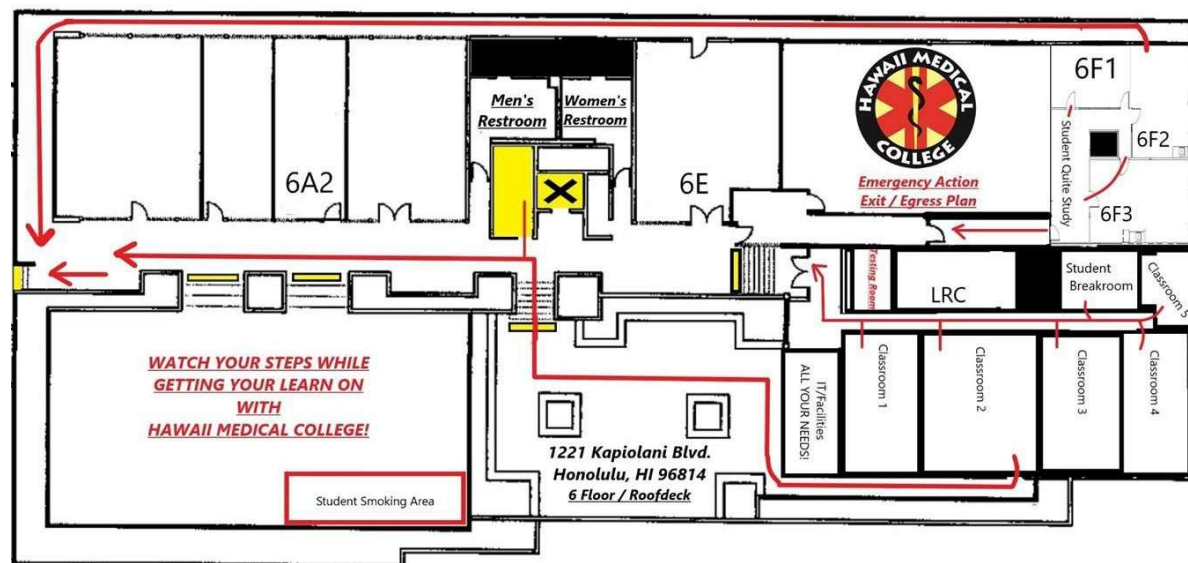 Men's
Restroom
Women's
Restroom
6A2
6E
HAWAII MEDICAL
COLLEGE
Emergency Action
Exit / Egress Plan
6F1
6F2
6F3
Student Quite Study
Testing Room
LRC
Student
Breakroom
Classroom 5
IT/Facilities
ALL YOUR NEEDS!
Classroom 1
Classroom 2
Classroom 3
Classroom 4
WATCH YOUR STEPS WHILE
GETTING YOUR LEARN ON
WITH
HAWAII MEDICAL COLLEGE!
Student Smoking Area
1221 Kapiolani Blvd.
Honolulu, HI 96814
6 Floor / Roofdeck